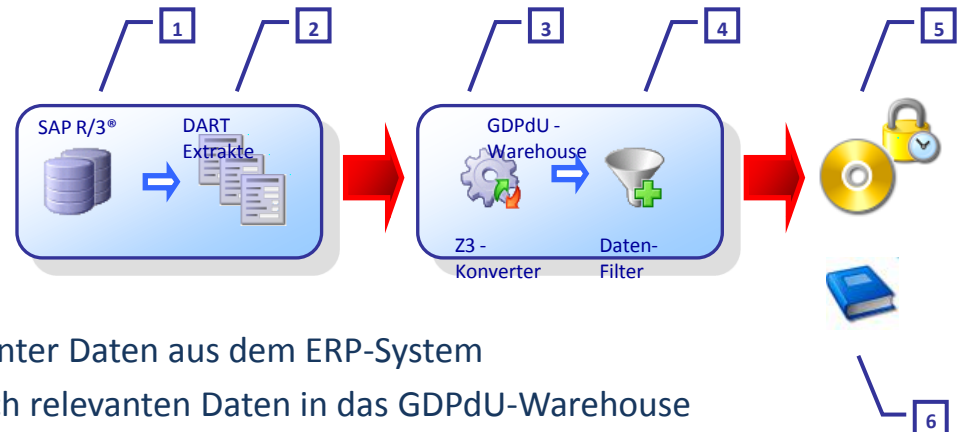 1
2
3
4
5
SAP R/3®
DART
Extrakte
GDPdU -
Warehouse
Z3 -
Konverter
Daten-
Filter
nter Daten aus dem ERP-System
ch relevanten Daten in das GDPdU-Warehouse
6